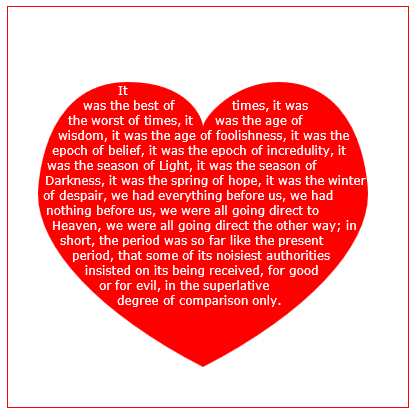 It
was the best of times, it was
the worst of times, it was the age of
wisdom, it was the age of foolishness, it was the
epoch of belief, it was the epoch of incredulity, it
was the season of Light, it was the season of
Darkness, it was the spring of hope, it was the winter
of despair, we had everything before us, we had
nothing before us, we were all going direct to
Heaven, we were all going direct the other way; in
short, the period was so far like the present
period, that some of its noisiest authorities
insisted on its being received, for good
or for evil, in the superlative
degree of comparison only.